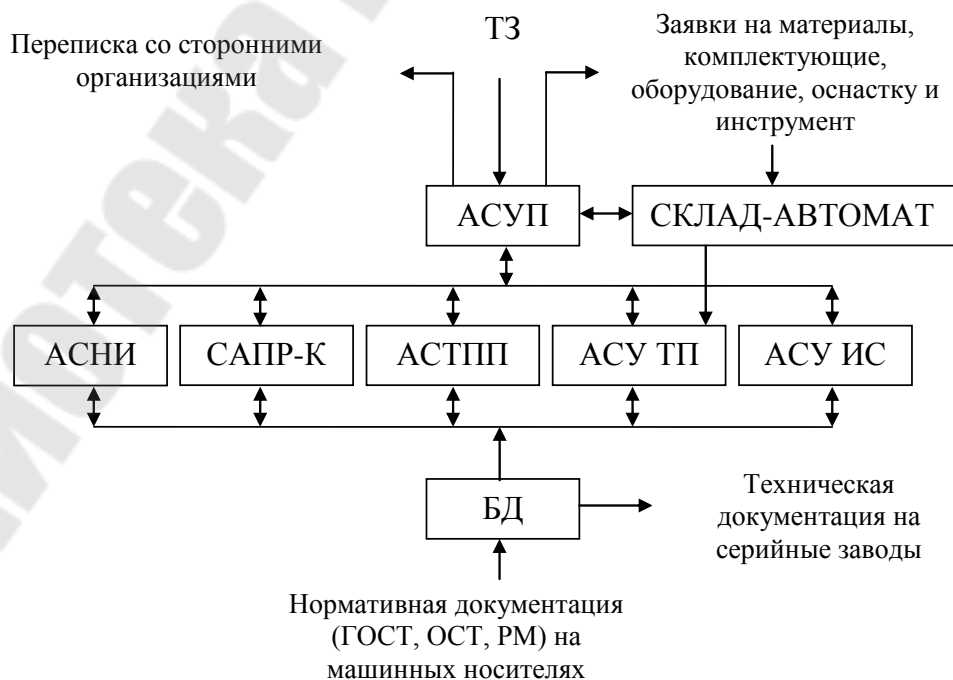 Переписка со сторонними
организациями
ТЗ
Заявки на материалы,
комплектующие,
оборудование, оснастку и
инструмент
АСУП
СКЛАД-АВТОМАТ
АСНИ
САПР-К
АСТПП
АСУ ТП
АСУ ИС
БД
Техническая
документация на
серийные заводы
Нормативная документация
(ГОСТ, ОСТ, РМ) на
машинных носителях